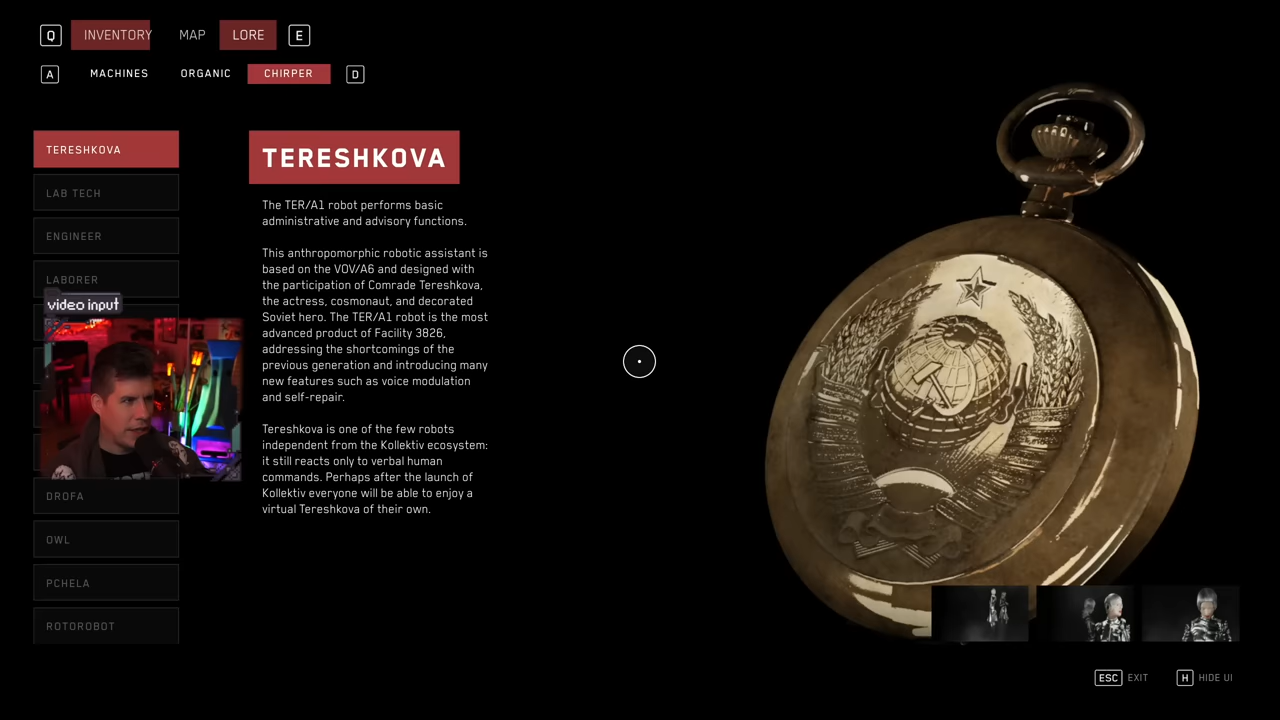 Q INVENTORY MAP LORE E
A MACHINES ORGANIC CHIRPER D
TERESHKOVA
LAB TECH
ENGINEER
LABORER
video input
DROFA
OWL
PCHELA
ROTOROBOT
TERESHKOVA
The TER/A1 robot performs basic
administrative and advisory functions.
This anthropomorphic robotic assistant is
based on the VOV/A6 and designed with
the participation of Comrade Tereshkova,
the actress, cosmonaut, and decorated
Soviet hero. The TER/A1 robot is the most
advanced product of Facility 3826,
addressing the shortcomings of the
previous generation and introducing many
new features such as voice modulation
and self-repair.
Tereshkova is one of the few robots
independent from the Kollektiv ecosystem:
it still reacts only to verbal human
commands. Perhaps after the launch of
Kollektiv everyone will be able to enjoy a
virtual Tereshkova of their own.
ESC EXIT H HIDE UI